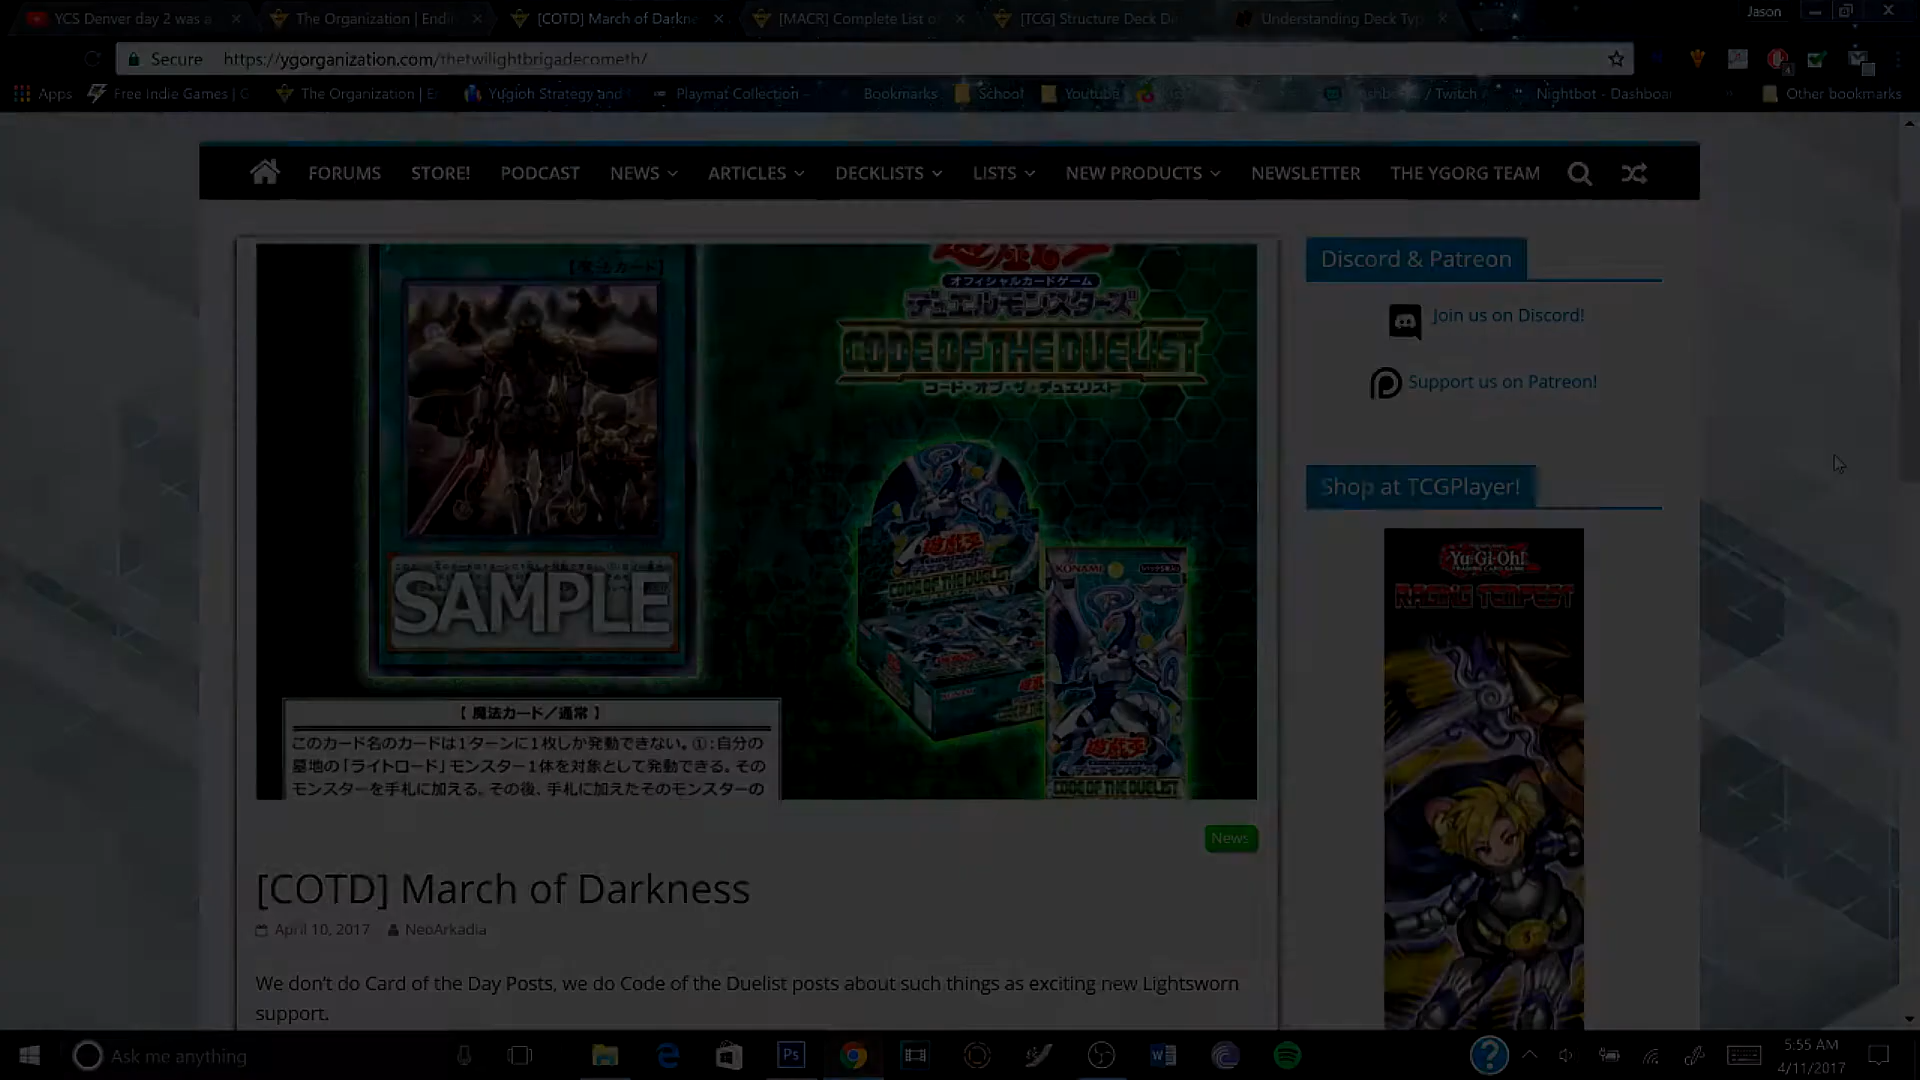 YCS Denver day 2 was a
The Organization | Endi
[COTD] March of Darkne
[MACR] Complete List o
[TCG] Structure Deck De
Understanding Deck Typ
Jason
Secure
https://ygorganization.com/thetwilightbrigadecometh/
Apps
Free Indie Games | C
The Organization | E
Yugioh Strategy and
Playmat Collection -
Bookmarks
School
Youtube
/ Twitch
Nightbot - Dashboar
Other bookmarks
FORUMS
STORE!
PODCAST
NEWS
ARTICLES
DECKLISTS
LISTS
NEW PRODUCTS
NEWSLETTER
THE YGORG TEAM
【魔法カード】
SAMPLE
オフィシャルカードゲーム
デュエルモンスターズ
CODE OF THE DUELIST
コード・オブ・ザ・デュエリスト
遊戯王
CODE OF THE DUELIST
KONAMI
遊戯王
CODE OF THE DUELIST
【 魔法カード／通常 】
このカード名のカードは1ターンに1枚しか発動できない。①:自分の
墓地の「ライトロード」モンスター1体を対象として発動できる。その
モンスターを手札に加える。その後、手札に加えたそのモンスターの
Discord & Patreon
Join us on Discord!
Support us on Patreon!
Shop at TCGPlayer!
Yu-Gi-Oh!
RAGING TEMPEST
News
[COTD] March of Darkness
April 10, 2017
NeoArkadia
We don't do Card of the Day Posts, we do Code of the Duelist posts about such things as exciting new Lightsworn
support.
Ask me anything
Ps
5:55 AM
4/11/2017